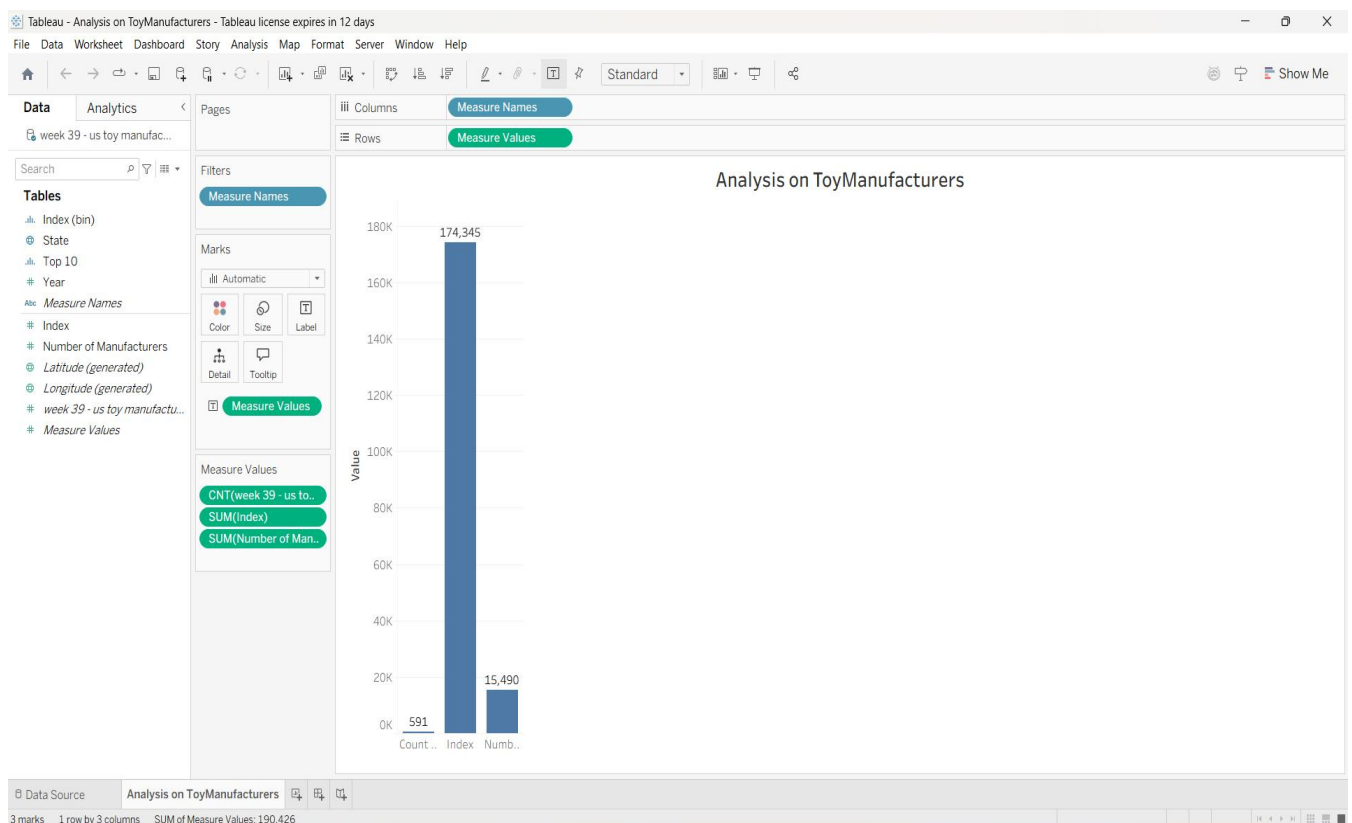 Tableau - Analysis on ToyManufacturers - Tableau license expires in 12 days
File Data Worksheet Dashboard Story Analysis Map Format Server Window Help
Standard
Show Me
Data Analytics
week 39 - us toy manufac...
Search
Tables
Index (bin)
State
Top 10
# Year
Abc Measure Names
# Index
# Number of Manufacturers
Latitude (generated)
Longitude (generated)
# week 39 - us toy manufactu...
# Measure Values
Pages
Filters
Measure Names
Marks
Automatic
Color Size Label
Detail Tooltip
T Measure Values
Measure Values
CNT(week 39 - us to..
SUM(Index)
SUM(Number of Man..
iii Columns Measure Names
Rows Measure Values
Analysis on ToyManufacturers
Value
180K
160K
140K
120K
100K
80K
60K
40K
20K
0K
174,345
15,490
591
Count .. Index Numb..
Data Source Analysis on ToyManufacturers
3 marks 1 row by 3 columns SUM of Measure Values: 190,426